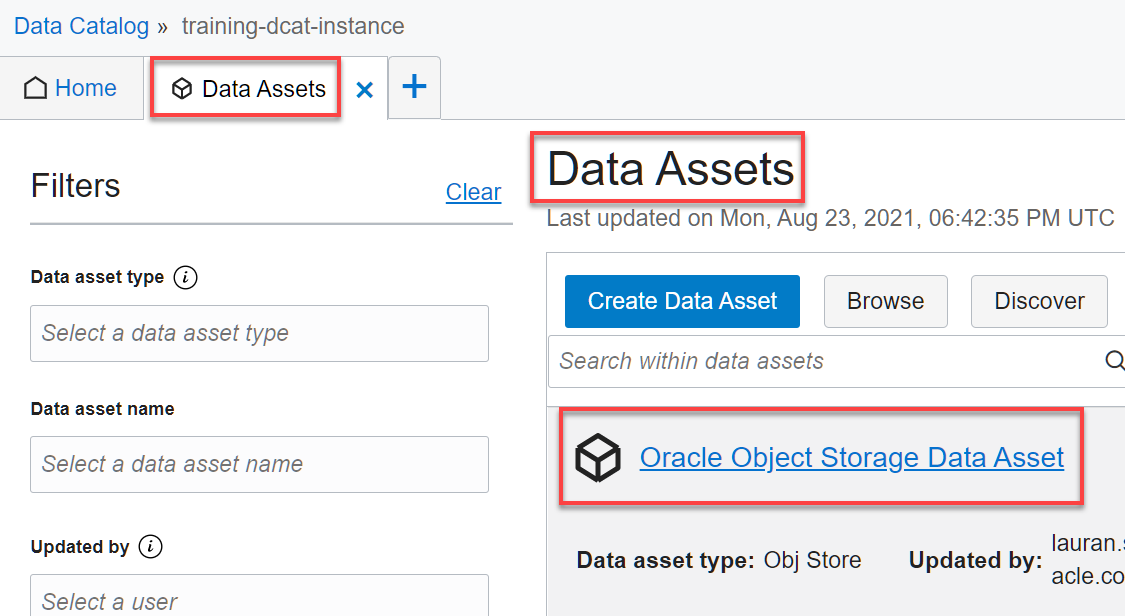 Data Catalog » training-dcat-instance
Home
Data Assets
Filters
Clear
Data asset type
Select a data asset type
Data asset name
Select a data asset name
Updated by
Select a user
Data Assets
Last updated on Mon, Aug 23, 2021, 06:42:35 PM UTC
Create Data Asset Browse Discover
Search within data assets
Oracle Object Storage Data Asset
Data asset type: Obj Store Updated by: lauran.
acle.co